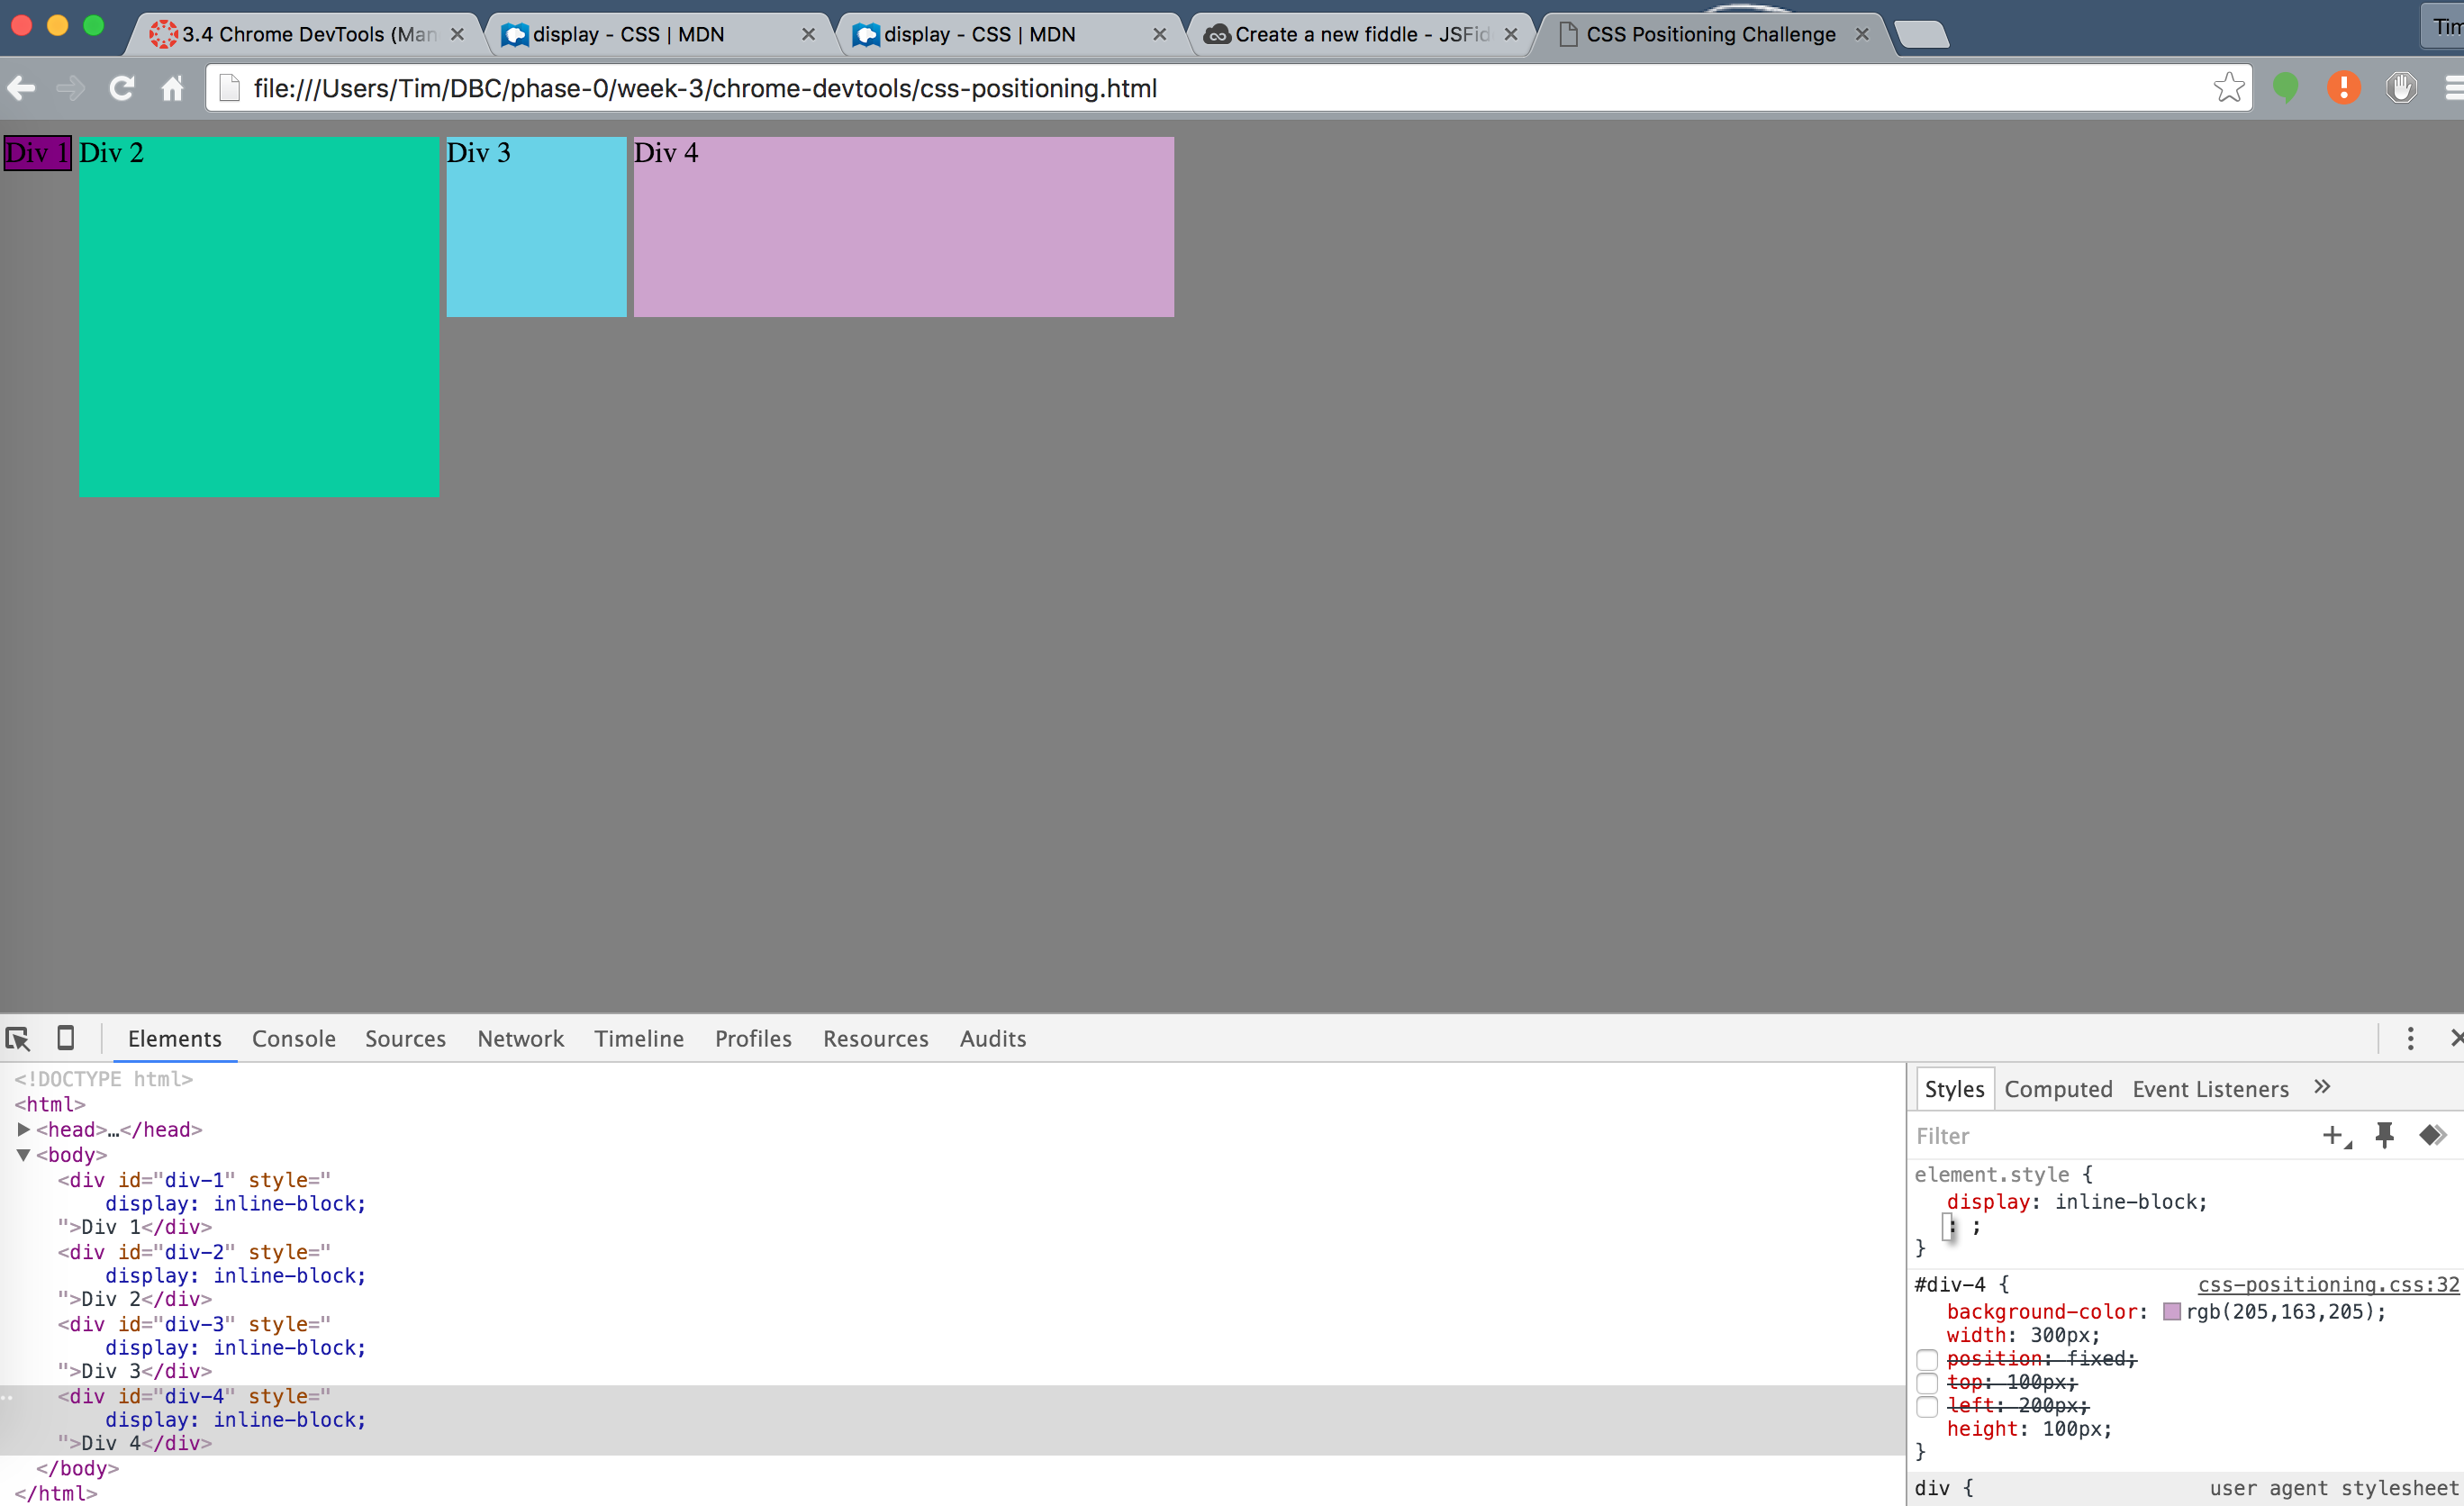 3.4 Chrome DevTools (Man
display - CSS | MDN
display - CSS | MDN
Create a new fiddle - JSFid
CSS Positioning Challenge
Tim
file:///Users/Tim/DBC/phase-0/week-3/chrome-devtools/css-positioning.html
Div 1
Div 2
Div 3
Div 4
Elements Console Sources Network Timeline Profiles Resources Audits
<!DOCTYPE html>
<html>
<head>…</head>
<body>
<div id="div-1" style="
display: inline-block;
">Div 1</div>
<div id="div-2" style="
display: inline-block;
">Div 2</div>
<div id="div-3" style="
display: inline-block;
">Div 3</div>
<div id="div-4" style="
display: inline-block;
">Div 4</div>
</body>
</html>
Styles Computed Event Listeners »
Filter
element.style {
display: inline-block;
: ;
}
#div-4 { css-positioning.css:32
background-color: rgb(205,163,205);
width: 300px;
position: fixed;
top: 100px;
left: 200px;
height: 100px;
}
div { user agent stylesheet